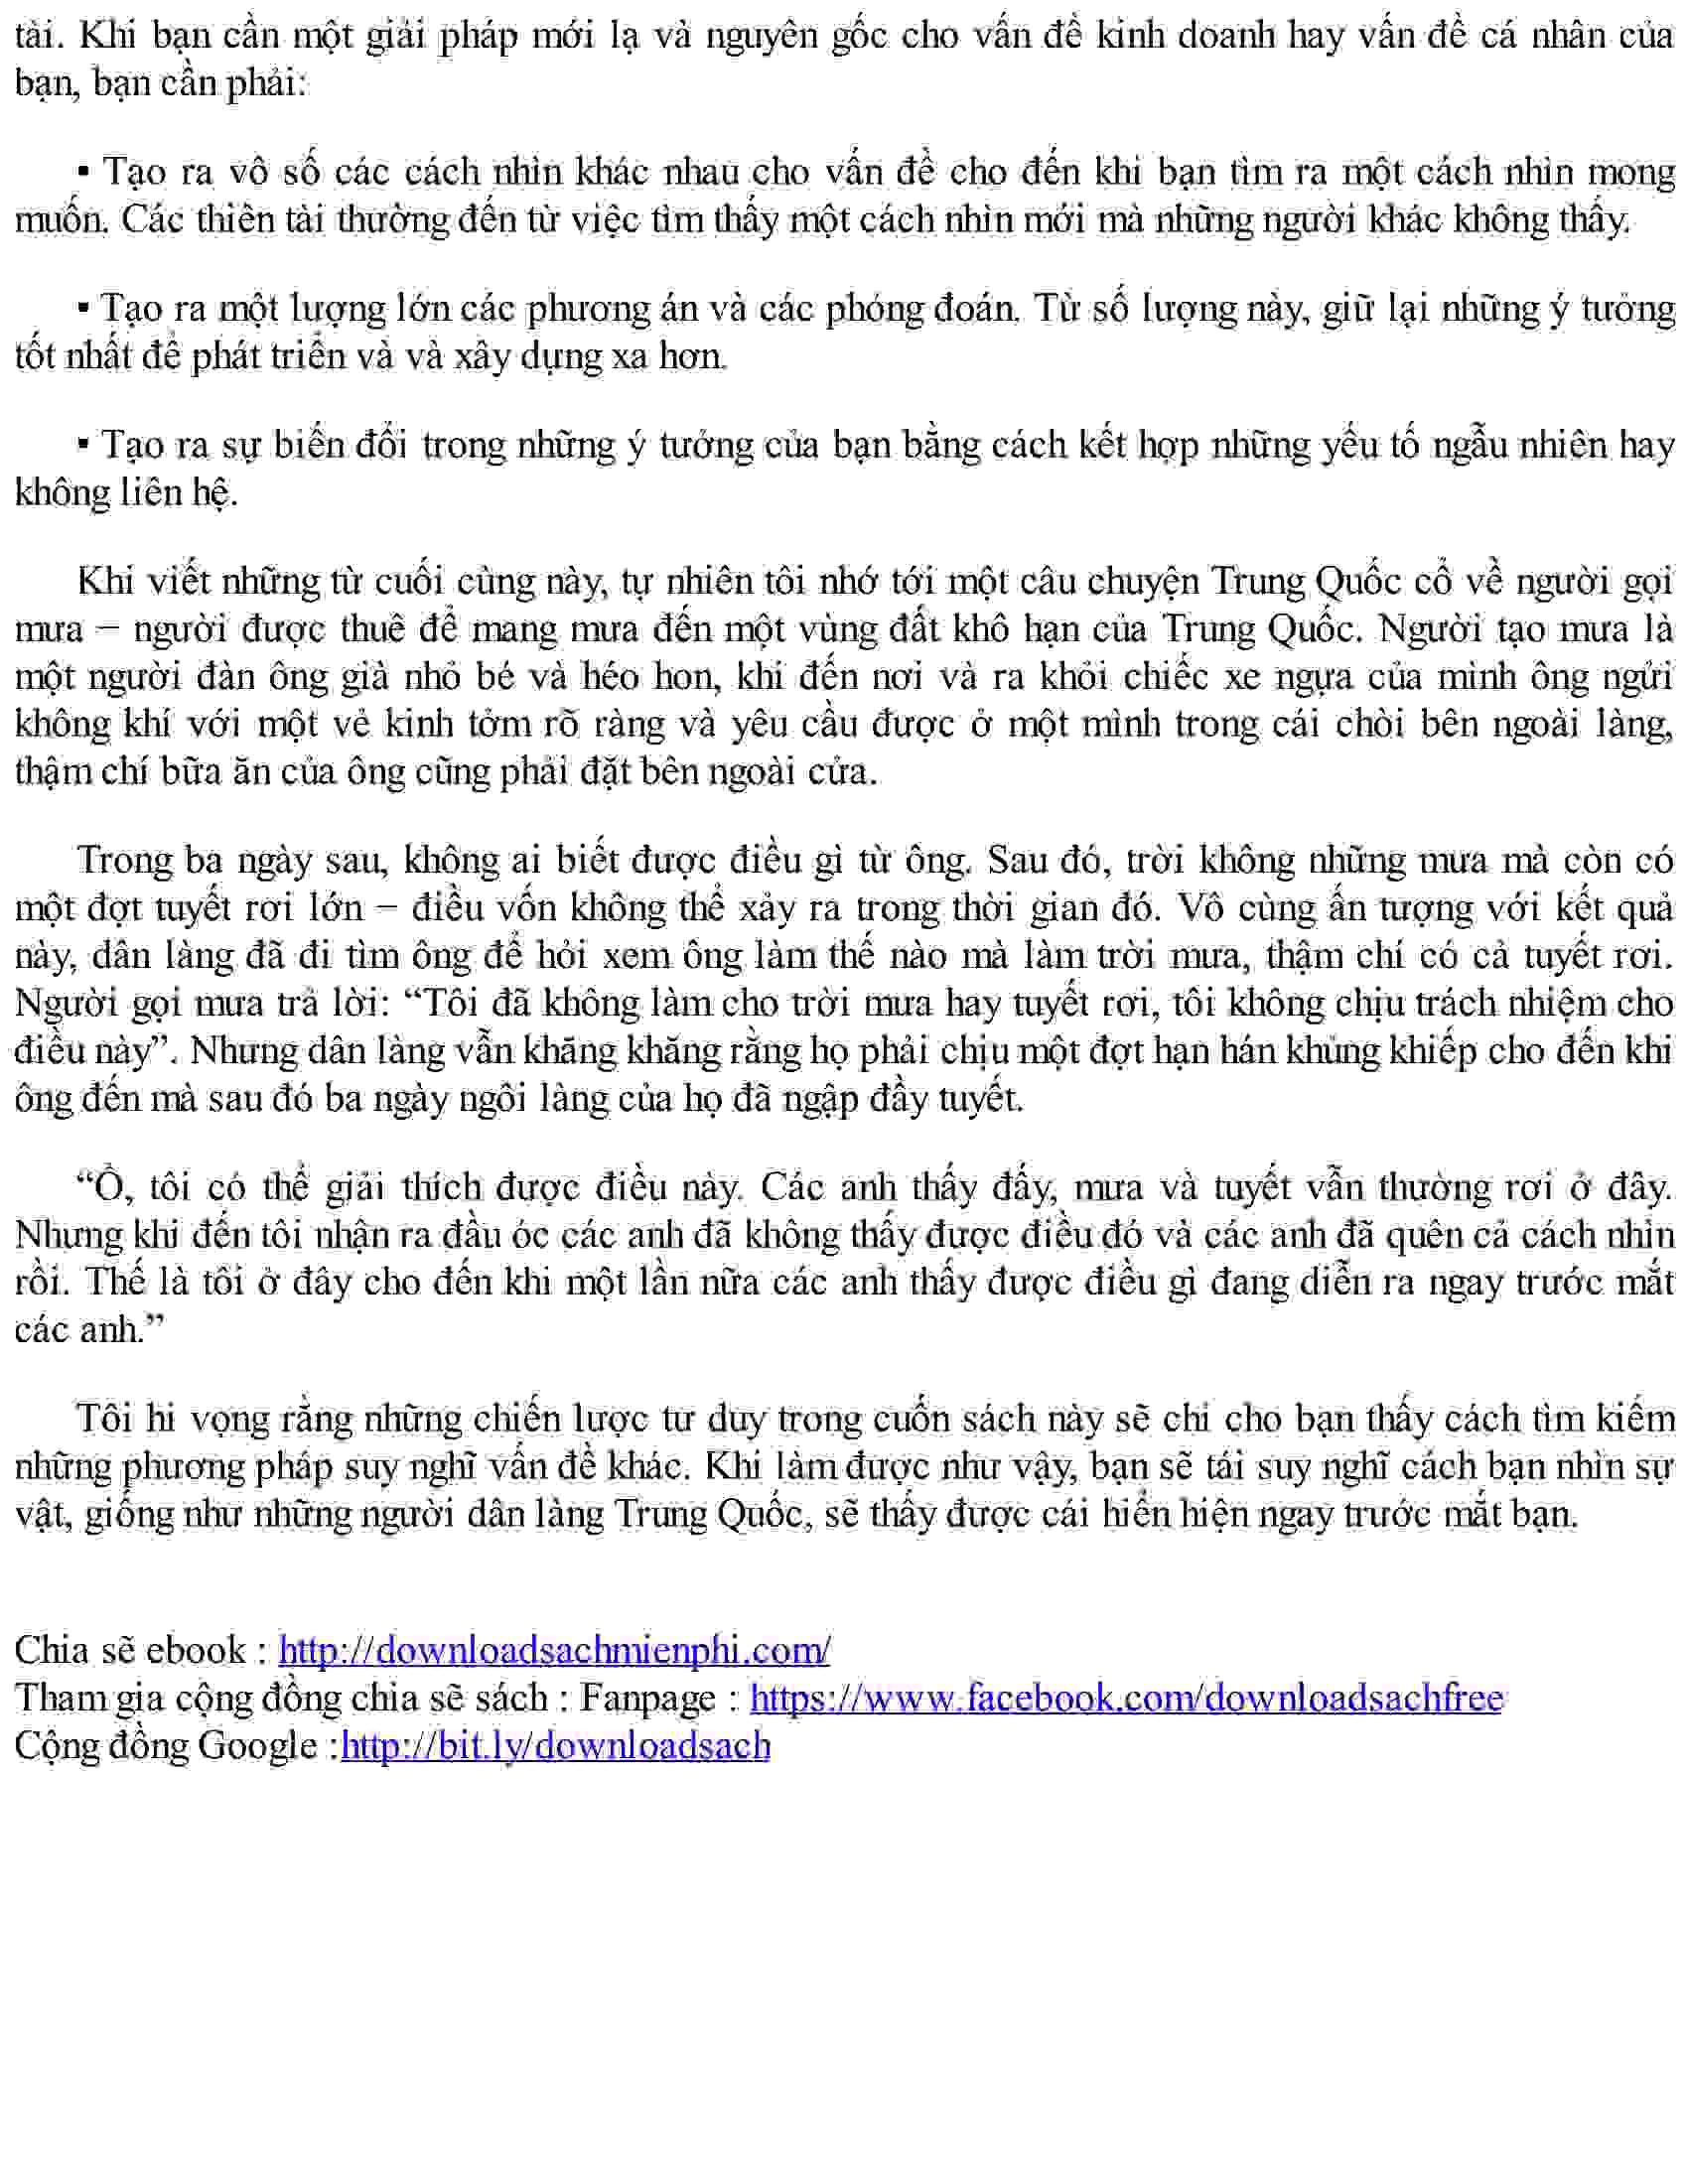 tài. Khi bạn cần một giải pháp mới lạ và nguyên gốc cho vấn đề kinh doanh hay vấn đề cá nhân của
bạn, bạn cần phải:
▪ Tạo ra vô số các cách nhìn khác nhau cho vấn đề cho đến khi bạn tìm ra một cách nhìn mong
muốn. Các thiên tài thường đến từ việc tìm thấy một cách nhìn mới mà những người khác không thấy.
▪ Tạo ra một lượng lớn các phương án và các phỏng đoán. Từ số lượng này, giữ lại những ý tưởng
tốt nhất để phát triển và và xây dựng xa hơn.
▪ Tạo ra sự biến đổi trong những ý tưởng của bạn bằng cách kết hợp những yếu tố ngẫu nhiên hay
không liên hệ.
Khi viết những từ cuối cùng này, tự nhiên tôi nhớ tới một câu chuyện Trung Quốc cổ về người gọi
mưa – người được thuê để mang mưa đến một vùng đất khô hạn của Trung Quốc. Người tạo mưa là
một người đàn ông già nhỏ bé và héo hon, khi đến nơi và ra khỏi chiếc xe ngựa của mình ông ngửi
không khí với một vẻ kinh tởm rõ ràng và yêu cầu được ở một mình trong cái chòi bên ngoài làng,
thậm chí bữa ăn của ông cũng phải đặt bên ngoài cửa.
Trong ba ngày sau, không ai biết được điều gì từ ông. Sau đó, trời không những mưa mà còn có
một đợt tuyết rơi lớn – điều vốn không thể xảy ra trong thời gian đó. Vô cùng ấn tượng với kết quả
này, dân làng đã đi tìm ông để hỏi xem ông làm thế nào mà làm trời mưa, thậm chí có cả tuyết rơi.
Người gọi mưa trả lời: “Tôi đã không làm cho trời mưa hay tuyết rơi, tôi không chịu trách nhiệm cho
điều này”. Nhưng dân làng vẫn khăng khăng rằng họ phải chịu một đợt hạn hán khủng khiếp cho đến khi
ông đến mà sau đó ba ngày ngôi làng của họ đã ngập đầy tuyết.
“Ồ, tôi có thể giải thích được điều này. Các anh thấy đấy, mưa và tuyết vẫn thường rơi ở đây.
Nhưng khi đến tôi nhận ra đầu óc các anh đã không thấy được điều đó và các anh đã quên cả cách nhìn
rồi. Thế là tôi ở đây cho đến khi một lần nữa các anh thấy được điều gì đang diễn ra ngay trước mắt
các anh.”
Tôi hi vọng rằng những chiến lược tư duy trong cuốn sách này sẽ chỉ cho bạn thấy cách tìm kiếm
những phương pháp suy nghĩ vấn đề khác. Khi làm được như vậy, bạn sẽ tái suy nghĩ cách bạn nhìn sự
vật, giống như những người dân làng Trung Quốc, sẽ thấy được cái hiển hiện ngay trước mắt bạn.
Chia sẽ ebook : http://downloadsachmienphi.com/
Tham gia cộng đồng chia sẽ sách : Fanpage : https://www.facebook.com/downloadsachfree
Cộng đồng Google :http://bit.ly/downloadsach